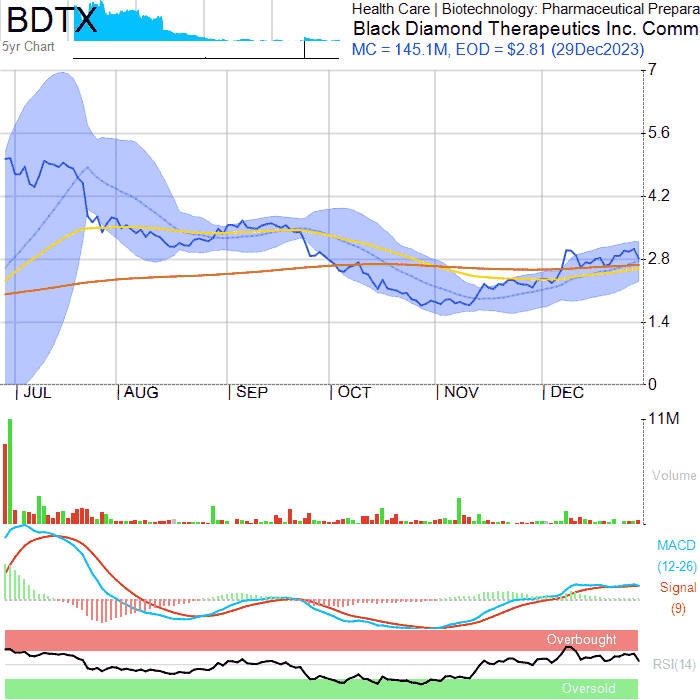 BDTX
Health Care | Biotechnology: Pharmaceutical Prepara
Black Diamond Therapeutics Inc. Comm
5yr Chart
MC = 145.1M, EOD = $2.81 (29Dec2023)
7
5.6
4.2
2.8
1.4
0
| JUL | AUG | SEP | OCT | NOV | DEC
11M
Volume
MACD
(12-26)
Signal
(9)
Overbought
RSI(14)
Oversold